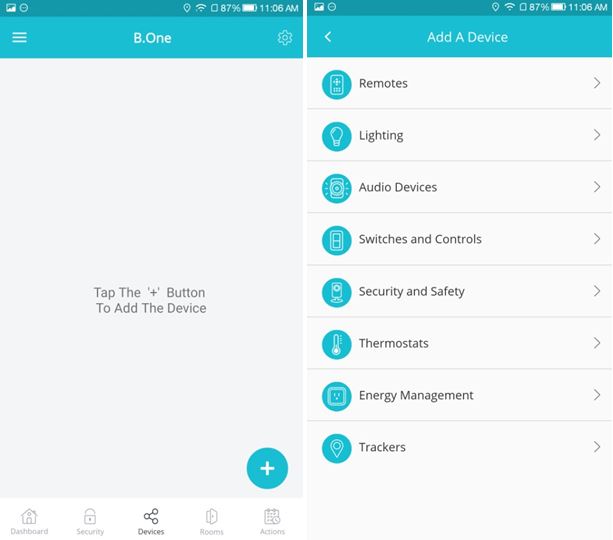 87% 11:06 AM
B.One
Tap The '+' Button
To Add The Device
Dashboard
Security
Devices
Rooms
Actions
87% 11:06 AM
Add A Device
Remotes
Lighting
Audio Devices
Switches and Controls
Security and Safety
Thermostats
Energy Management
Trackers